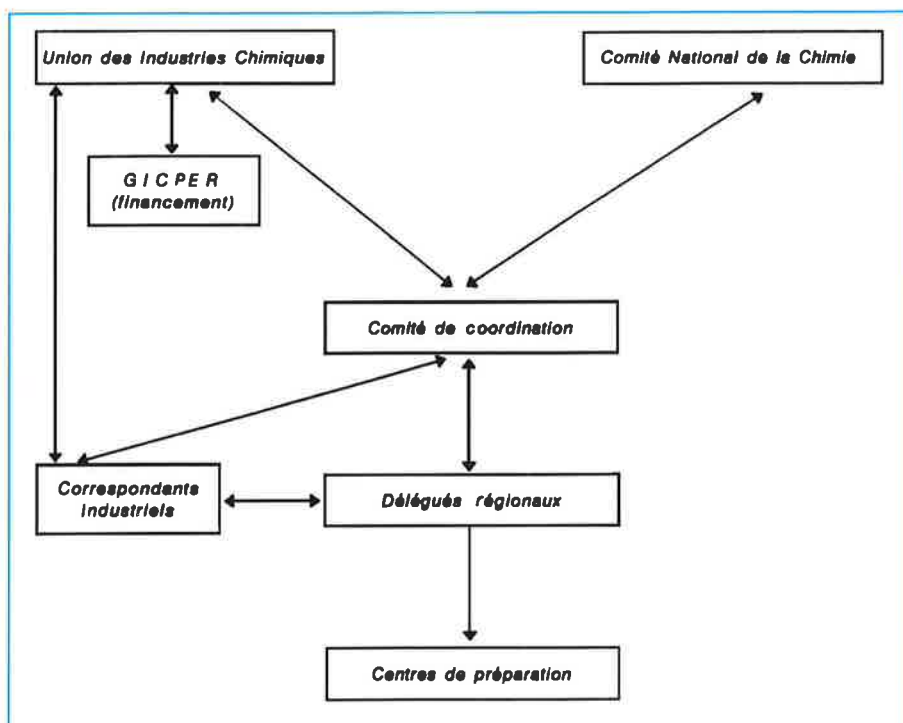 Union des Industries Chimiques
Comité National de la Chimie
G I C P E R
(financement)
Comité de coordination
Correspondants
Industriels
Délégués régionaux
Centres de préparation